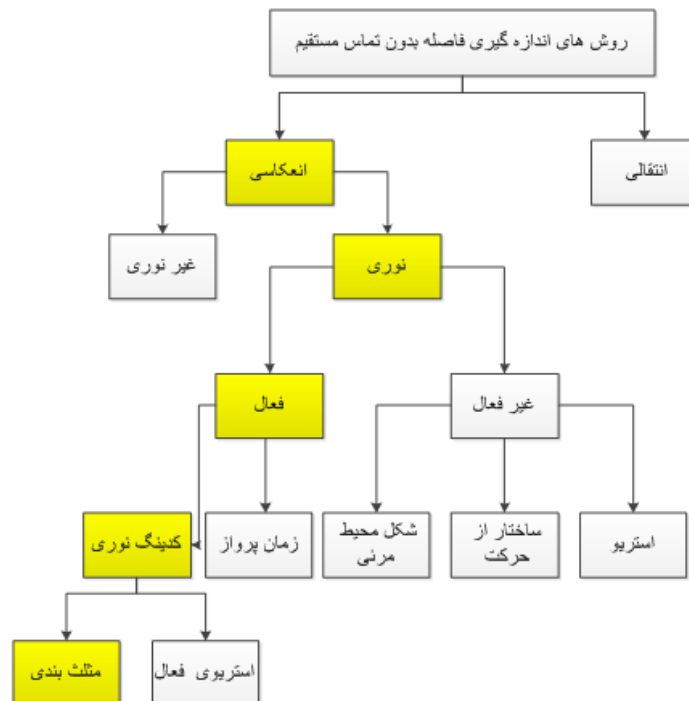 روش های اندازه گیری فاصله بدون تماس مستقیم
انتقالی
انعکاسی
نوری
غیر نوری
غیر فعال
فعال
استریو
ساختار از
حرکت
شکل محیط
مرئی
زمان پرواز
کدینگ نوری
استریوی فعال
مثلث بندی